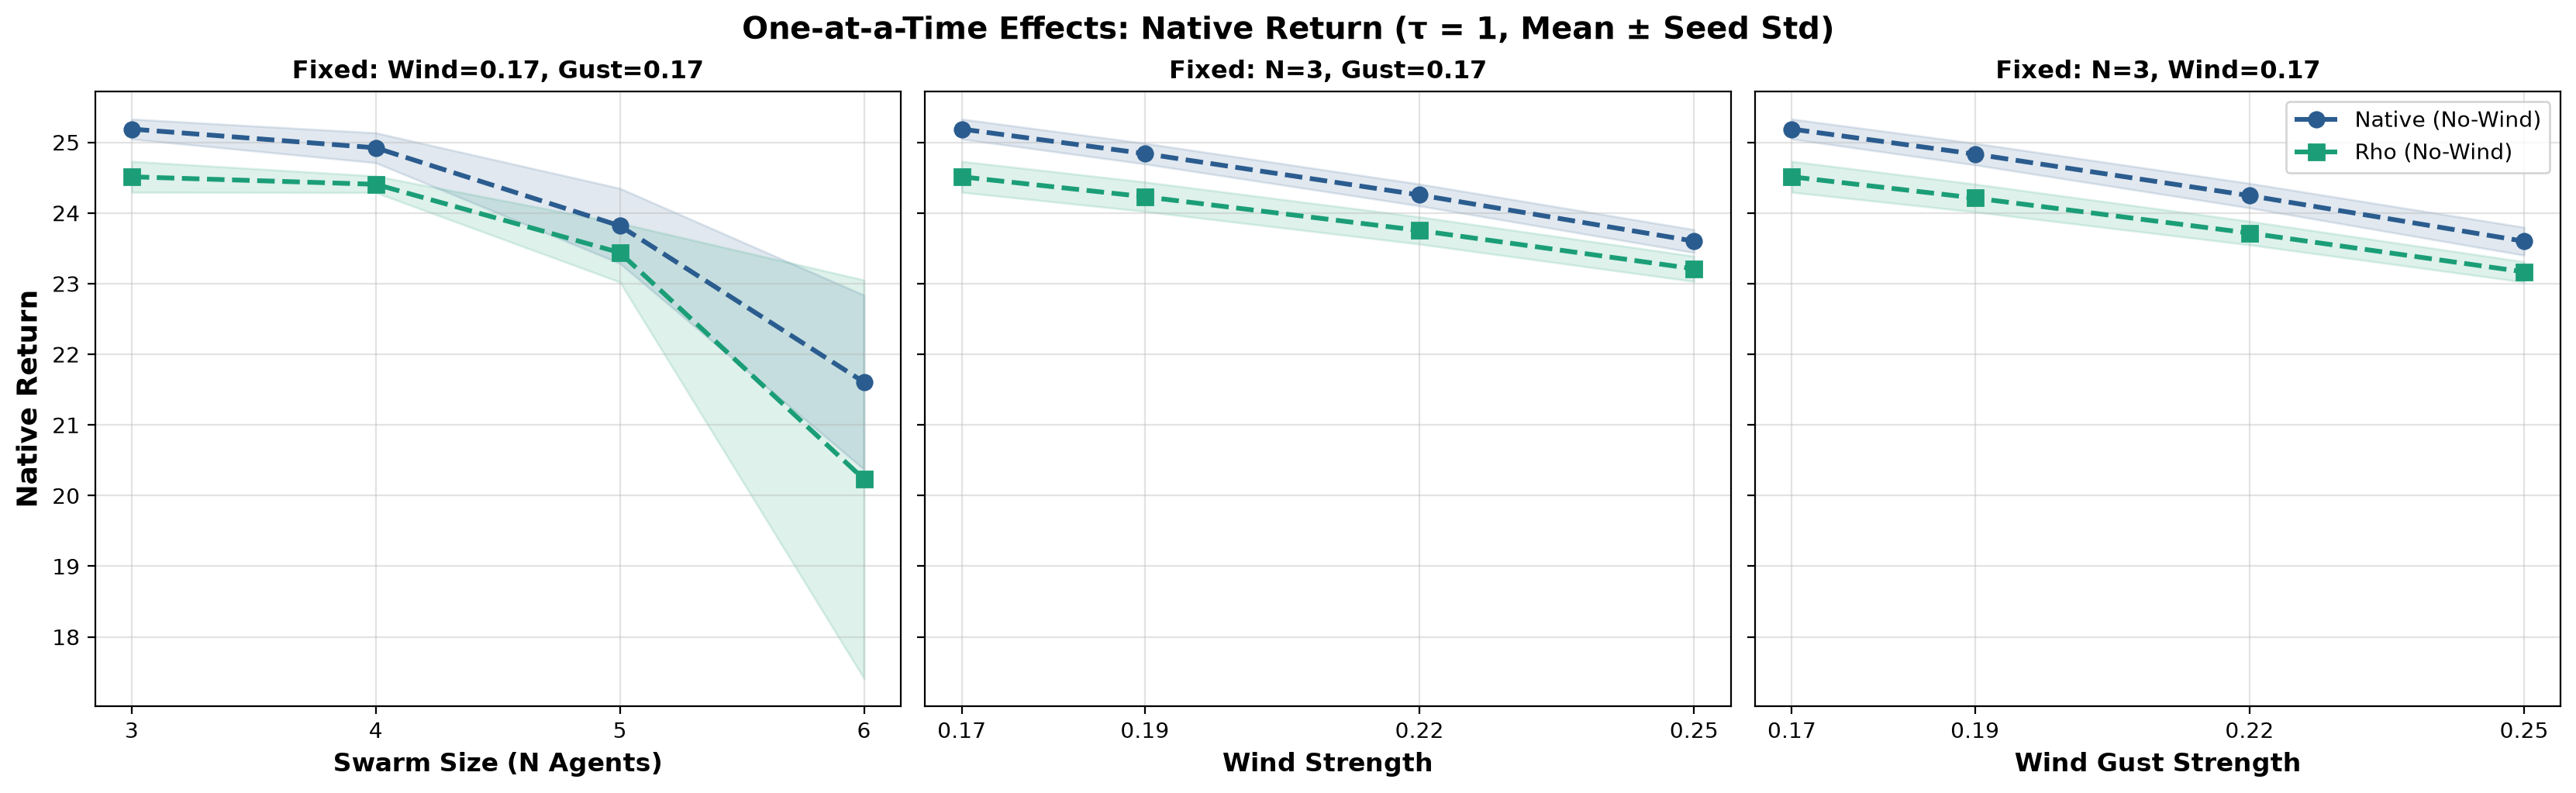 One-at-a-Time Effects: Native Return (τ = 1, Mean ± Seed Std)
Fixed: Wind=0.17, Gust=0.17
Fixed: N=3, Gust=0.17
Fixed: N=3, Wind=0.17
Native Return
25
24
23
22
21
20
19
18
Native (No-Wind)
Rho (No-Wind)
3 4 5 6
0.17 0.19 0.22 0.25
0.17 0.19 0.22 0.25
Swarm Size (N Agents)
Wind Strength
Wind Gust Strength